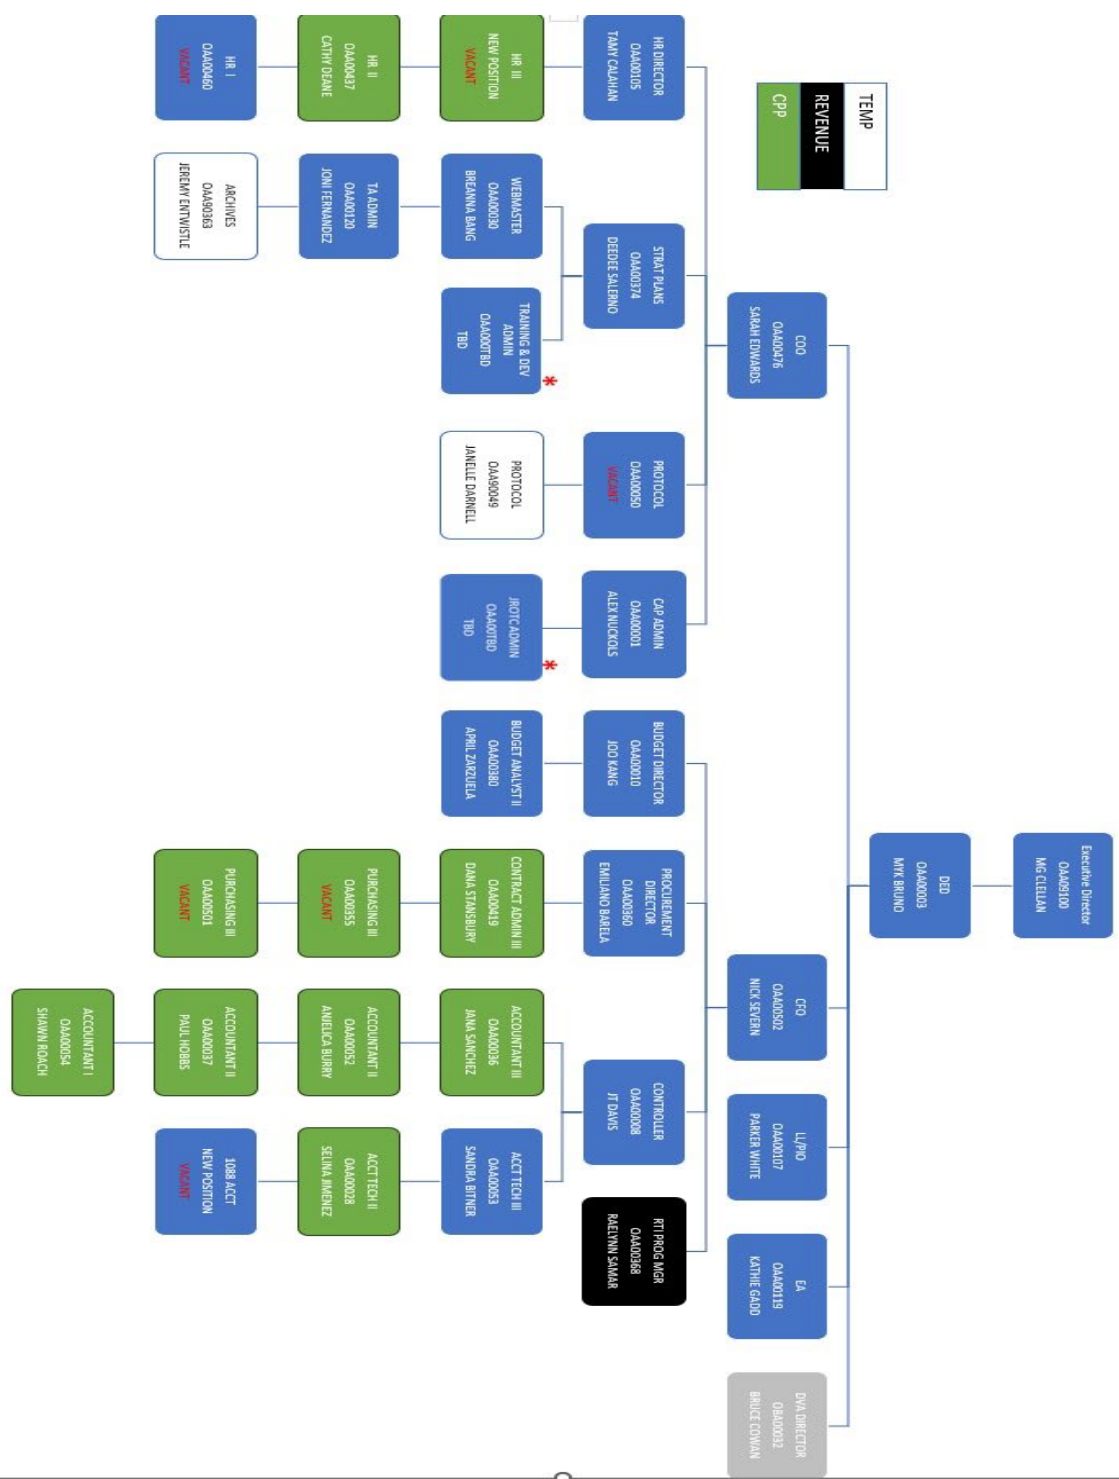 TEMP
REVENUE
CPP
Executive Director
OAA09100
MG CLELLAN
DED
OAA00003
MYK BRUNO
COO
OAA00476
SARAH EDWARDS
CFO
OAA00502
NICK SEVERN
LL/PIO
OAA00107
PARKER WHITE
EA
OAA00119
KATHIE GADD
DVA DIRECTOR
OBA00032
BRUCE COWAN
HR DIRECTOR
OAA00105
TAMY CALAHAN
STRAT PLANS
OAA00374
DEEDEE SALERNO
PROTOCOL
OAA00050
VACANT
CAP ADMIN
OAA00001
ALEX NUCKOLS
BUDGET DIRECTOR
OAA00010
JOO KANG
PROCUREMENT
DIRECTOR
OAA00360
EMILIANO BARELA
CONTROLLER
OAA00008
JT DAVIS
RTI PROG MGR
OAA00368
RAELYNN SAMAR
HR III
NEW POSITION
VACANT
WEBMASTER
OAA00030
BREANNA BANG
TRAINING & DEV
ADMIN
OAA000TBD
TBD
*
PROTOCOL
OAA90049
JANELLE DARNELL
JROTC ADMIN
OAA00TBD
TBD
*
BUDGET ANALYST II
OAA00380
APRIL ZARZUELA
CONTRACT ADMIN III
OAA00419
DANA STANSBURY
ACCOUNTANT III
OAA00036
JANA SANCHEZ
ACCT TECH III
OAA00053
SANDRA BITNER
HR II
OAA00437
CATHY DEANE
TA ADMIN
OAA00120
JONI FERNANDEZ
PURCHASING III
OAA00355
VACANT
ACCOUNTANT II
OAA00052
ANJELICA BURRY
ACCT TECH II
OAA00028
SELINA JIMENEZ
HR I
OAA00460
VACANT
ARCHIVES
OAA90363
JEREMY ENTWISTLE
PURCHASING III
OAA00501
VACANT
ACCOUNTANT II
OAA00037
PAUL HOBBS
1088 ACCT
NEW POSITION
VACANT
ACCOUNTANT I
OAA00054
SHAWN ROACH